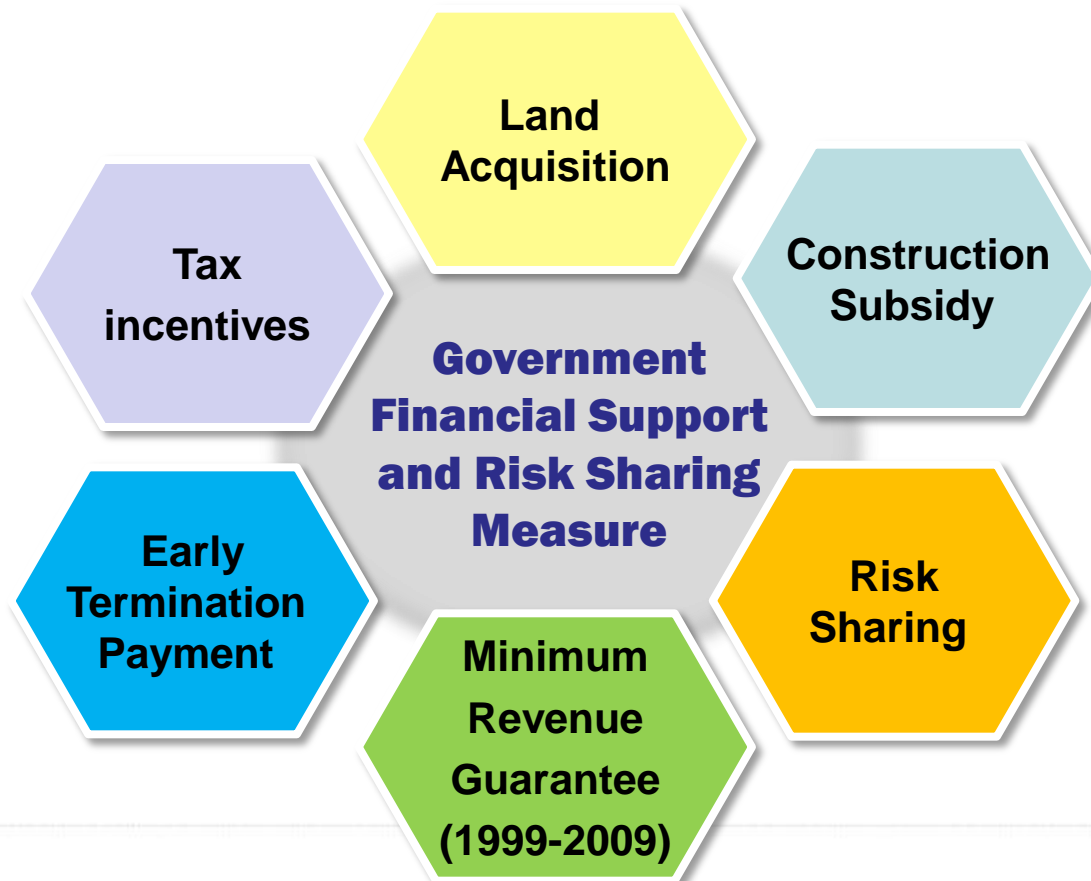 Land
Acquisition
Tax
incentives
Construction
Subsidy
Government
Financial Support
and Risk Sharing
Measure
Early
Termination
Payment
Risk
Sharing
Minimum
Revenue
Guarantee
(1999-2009)